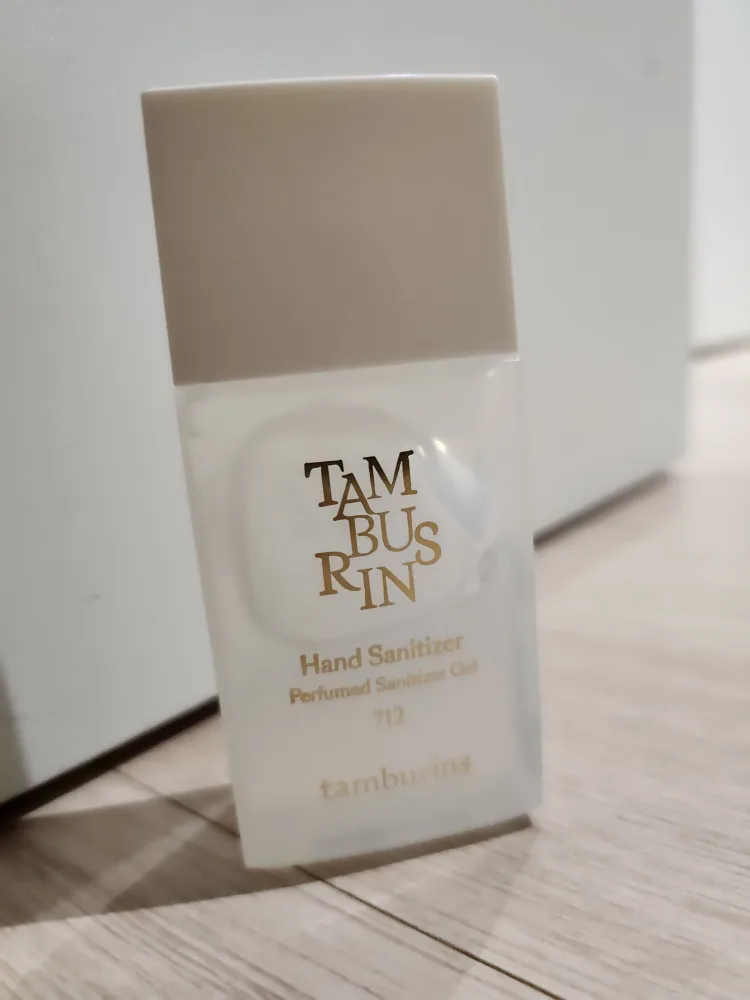 TAM
BUS
RIN
Hand Sanitizer
Perfumed Sanitizer Gel
712
tamburins